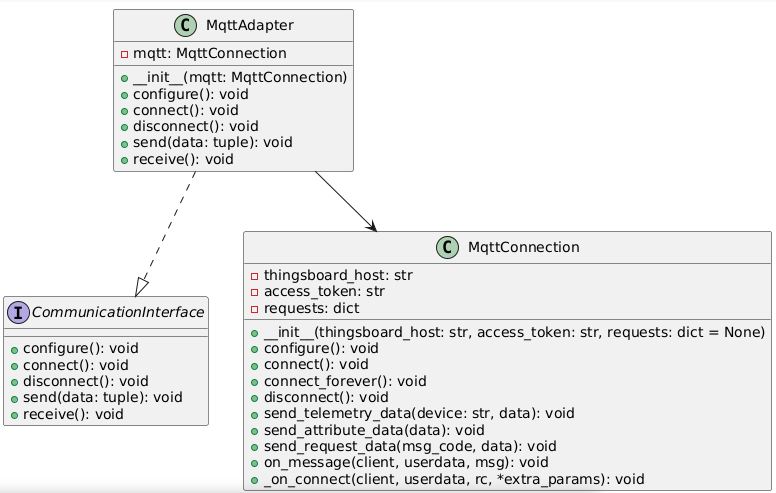 C MqttAdapter
mqtt: MqttConnection
__init__(mqtt: MqttConnection)
configure(): void
connect(): void
disconnect(): void
send(data: tuple): void
receive(): void
I CommunicationInterface
configure(): void
connect(): void
disconnect(): void
send(data: tuple): void
receive(): void
C MqttConnection
thingsboard_host: str
access_token: str
requests: dict
__init__(thingsboard_host: str, access_token: str, requests: dict = None)
configure(): void
connect(): void
connect_forever(): void
disconnect(): void
send_telemetry_data(device: str, data): void
send_attribute_data(data): void
send_request_data(msg_code, data): void
on_message(client, userdata, msg): void
_on_connect(client, userdata, rc, *extra_params): void